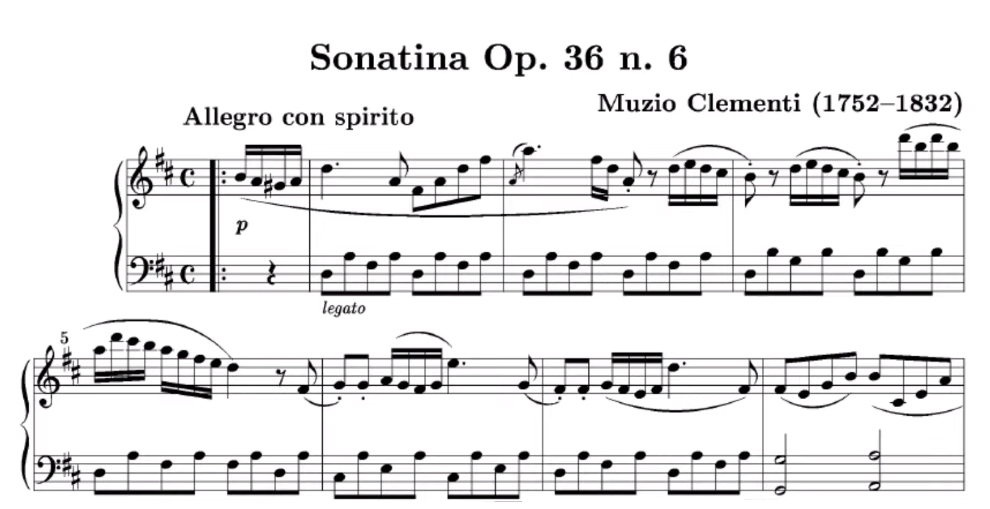 Sonatina Op. 36 n. 6
Muzio Clementi (1752–1832)
Allegro con spirito
p
legato
5